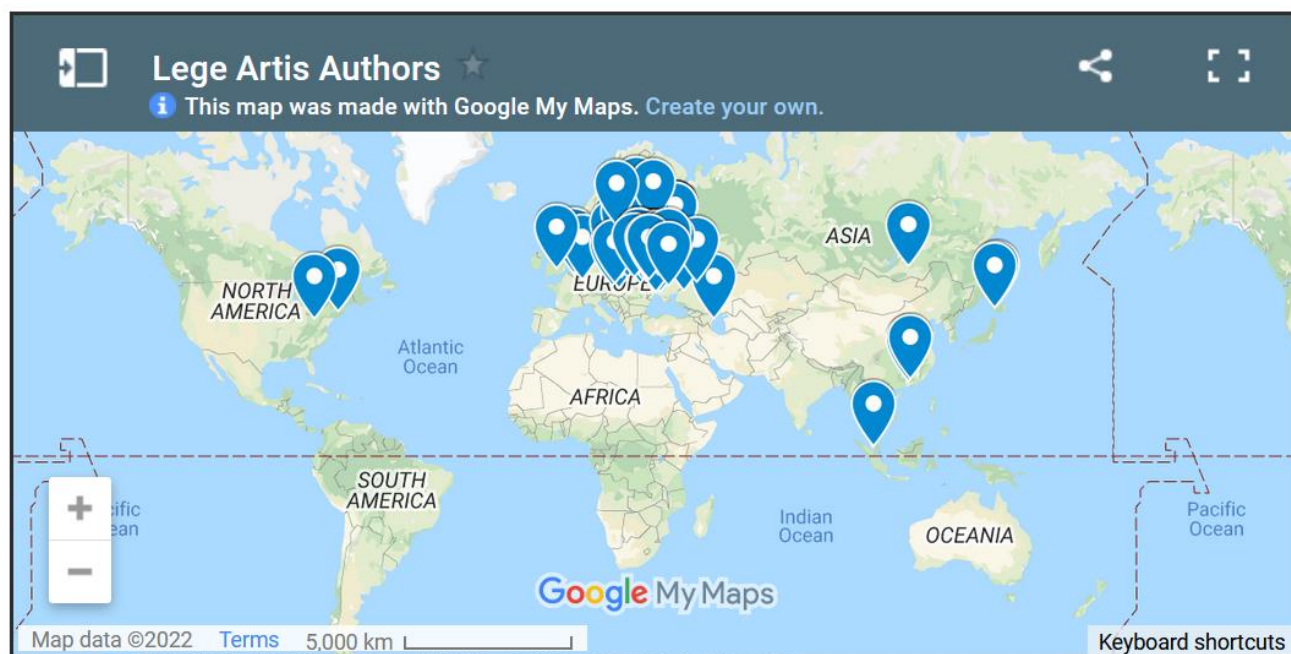 Lege Artis Authors
This map was made with Google My Maps. Create your own.
ASIA
NORTH
AMERICA
EUROPE
Atlantic
Ocean
AFRICA
SOUTH
AMERICA
Indian
Ocean
OCEANIA
Pacific
Ocean
cific
ean
Google My Maps
Map data ©2022 Terms 5,000 km
Keyboard shortcuts